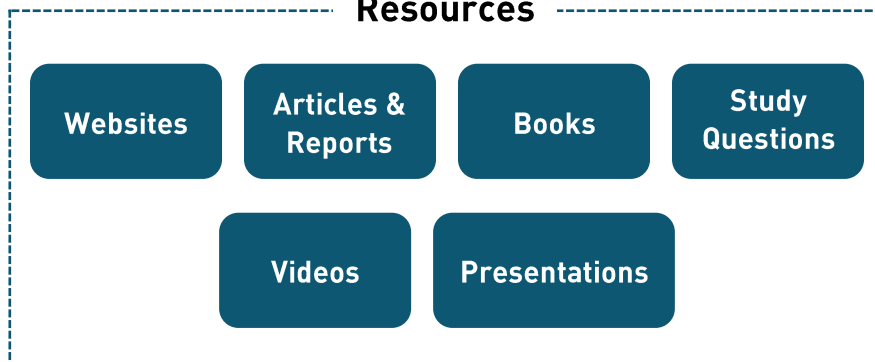 Resources
Websites
Articles &
Reports
Books
Study
Questions
Videos
Presentations